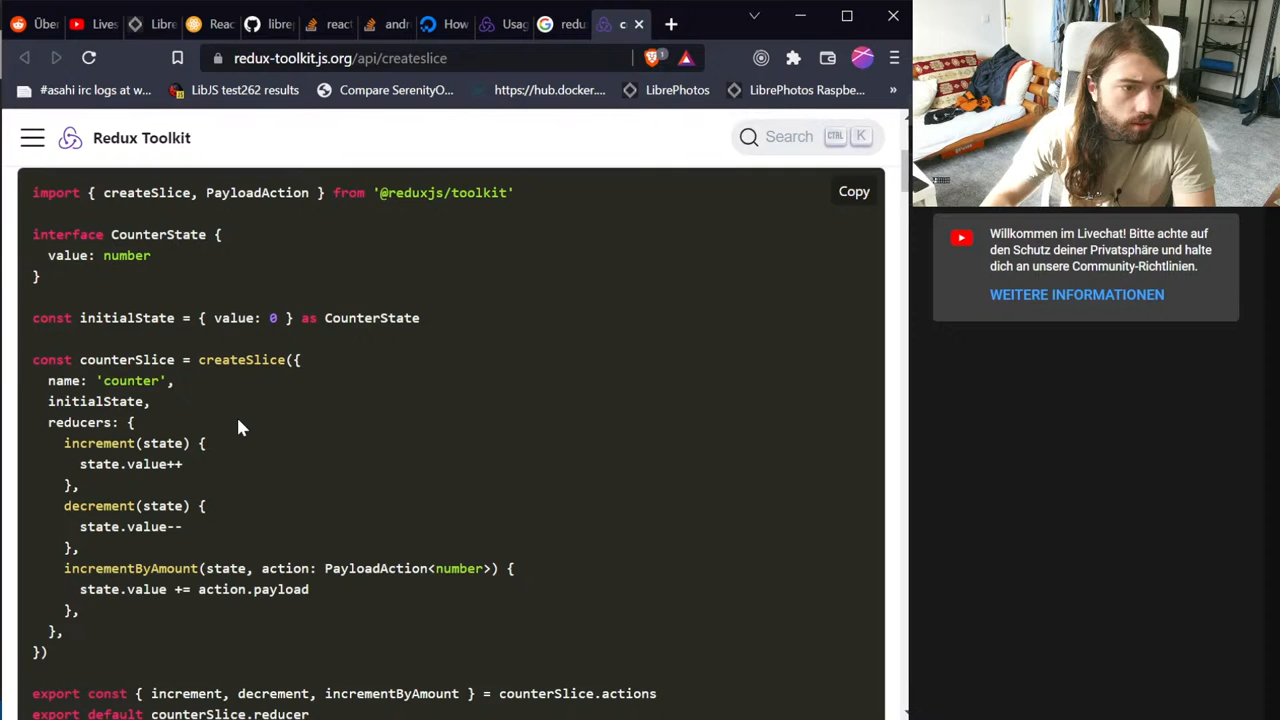 Über
Lives
Libre
Reac
libre
react
andr
How
Usag
redu
c
redux-toolkit.js.org/api/createslice
1
#asahi irc logs at w...
LibJS test262 results
Compare SerenityO...
https://hub.docker....
LibrePhotos
LibrePhotos Raspbe...
»
Redux Toolkit
Search CTRL K
Copy
import { createSlice, PayloadAction } from '@reduxjs/toolkit'
interface CounterState {
value: number
}
const initialState = { value: 0 } as CounterState
const counterSlice = createSlice({
name: 'counter',
initialState,
reducers: {
increment(state) {
state.value++
},
decrement(state) {
state.value--
},
incrementByAmount(state, action: PayloadAction<number>) {
state.value += action.payload
},
},
})
export const { increment, decrement, incrementByAmount } = counterSlice.actions
export default counterSlice.reducer
Willkommen im Livechat! Bitte achte auf
den Schutz deiner Privatsphäre und halte
dich an unsere Community-Richtlinien.
WEITERE INFORMATIONEN